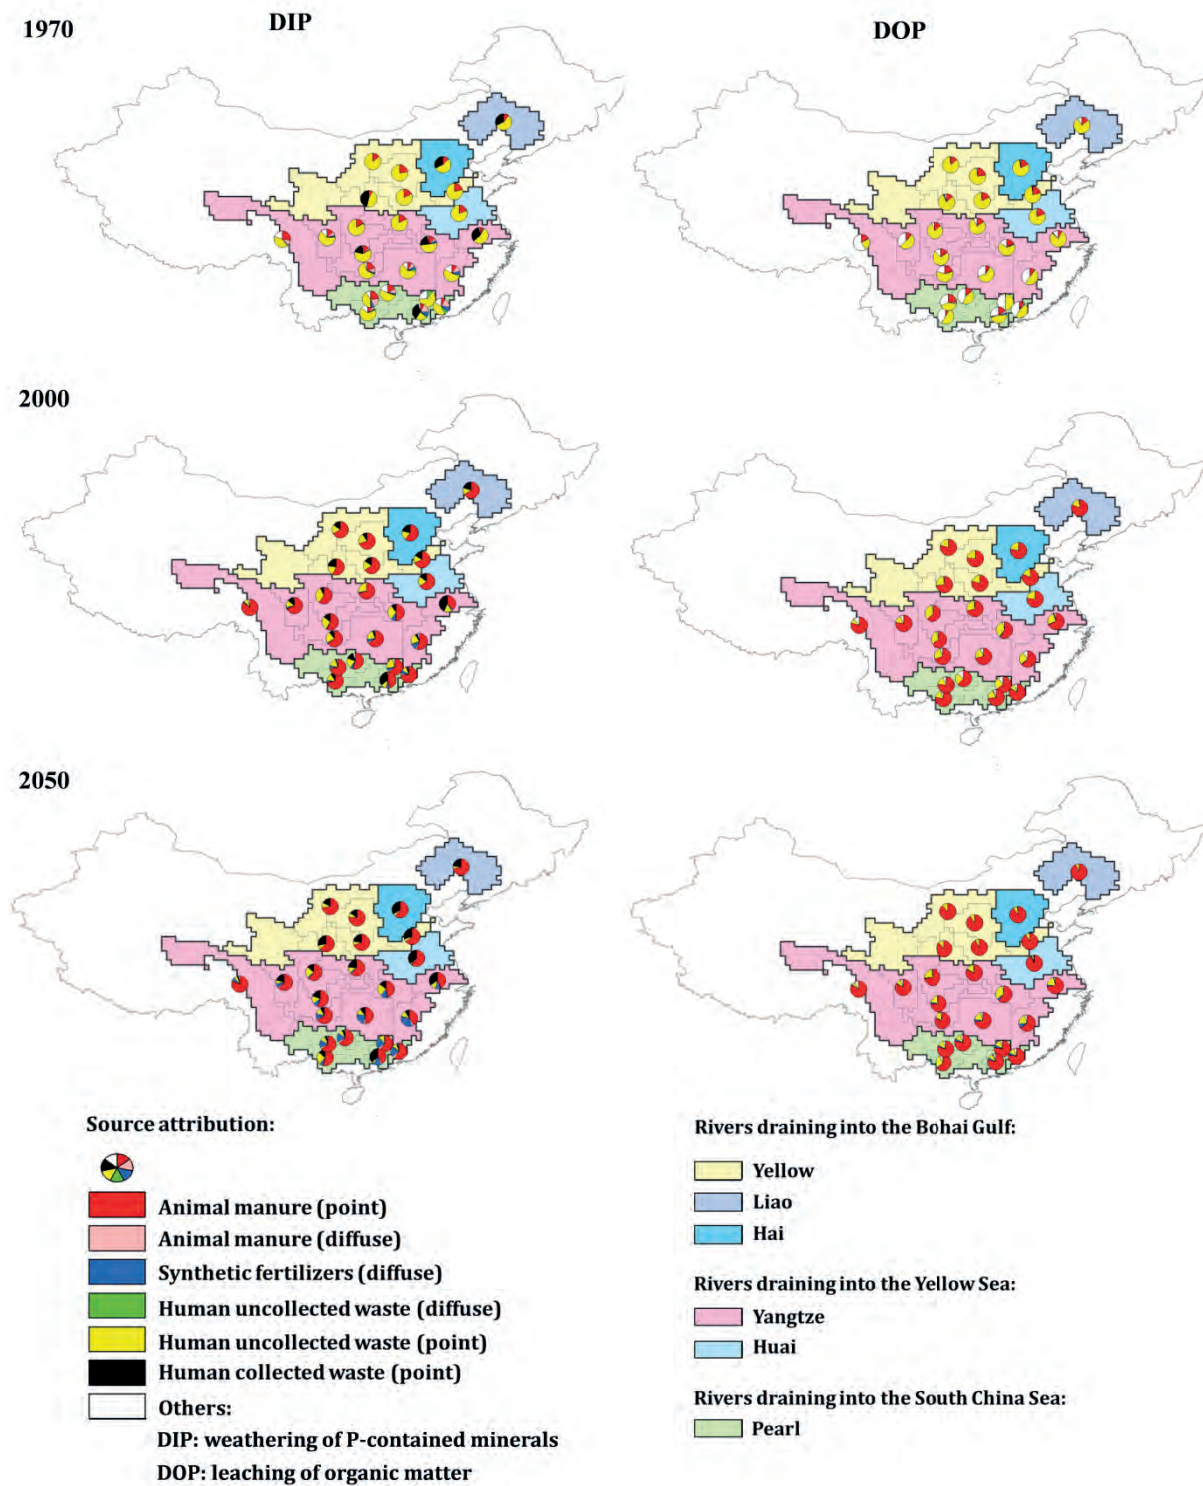 DIP
DOP
1970
2000
2050
Source attribution:
Animal manure (point)
Animal manure (diffuse)
Synthetic fertilizers (diffuse)
Human uncollected waste (diffuse)
Human uncollected waste (point)
Human collected waste (point)
Others:
DIP: weathering of P-contained minerals
DOP: leaching of organic matter
Rivers draining into the Bohai Gulf:
Yellow
Liao
Hai
Rivers draining into the Yellow Sea:
Yangtze
Huai
Rivers draining into the South China Sea:
Pearl